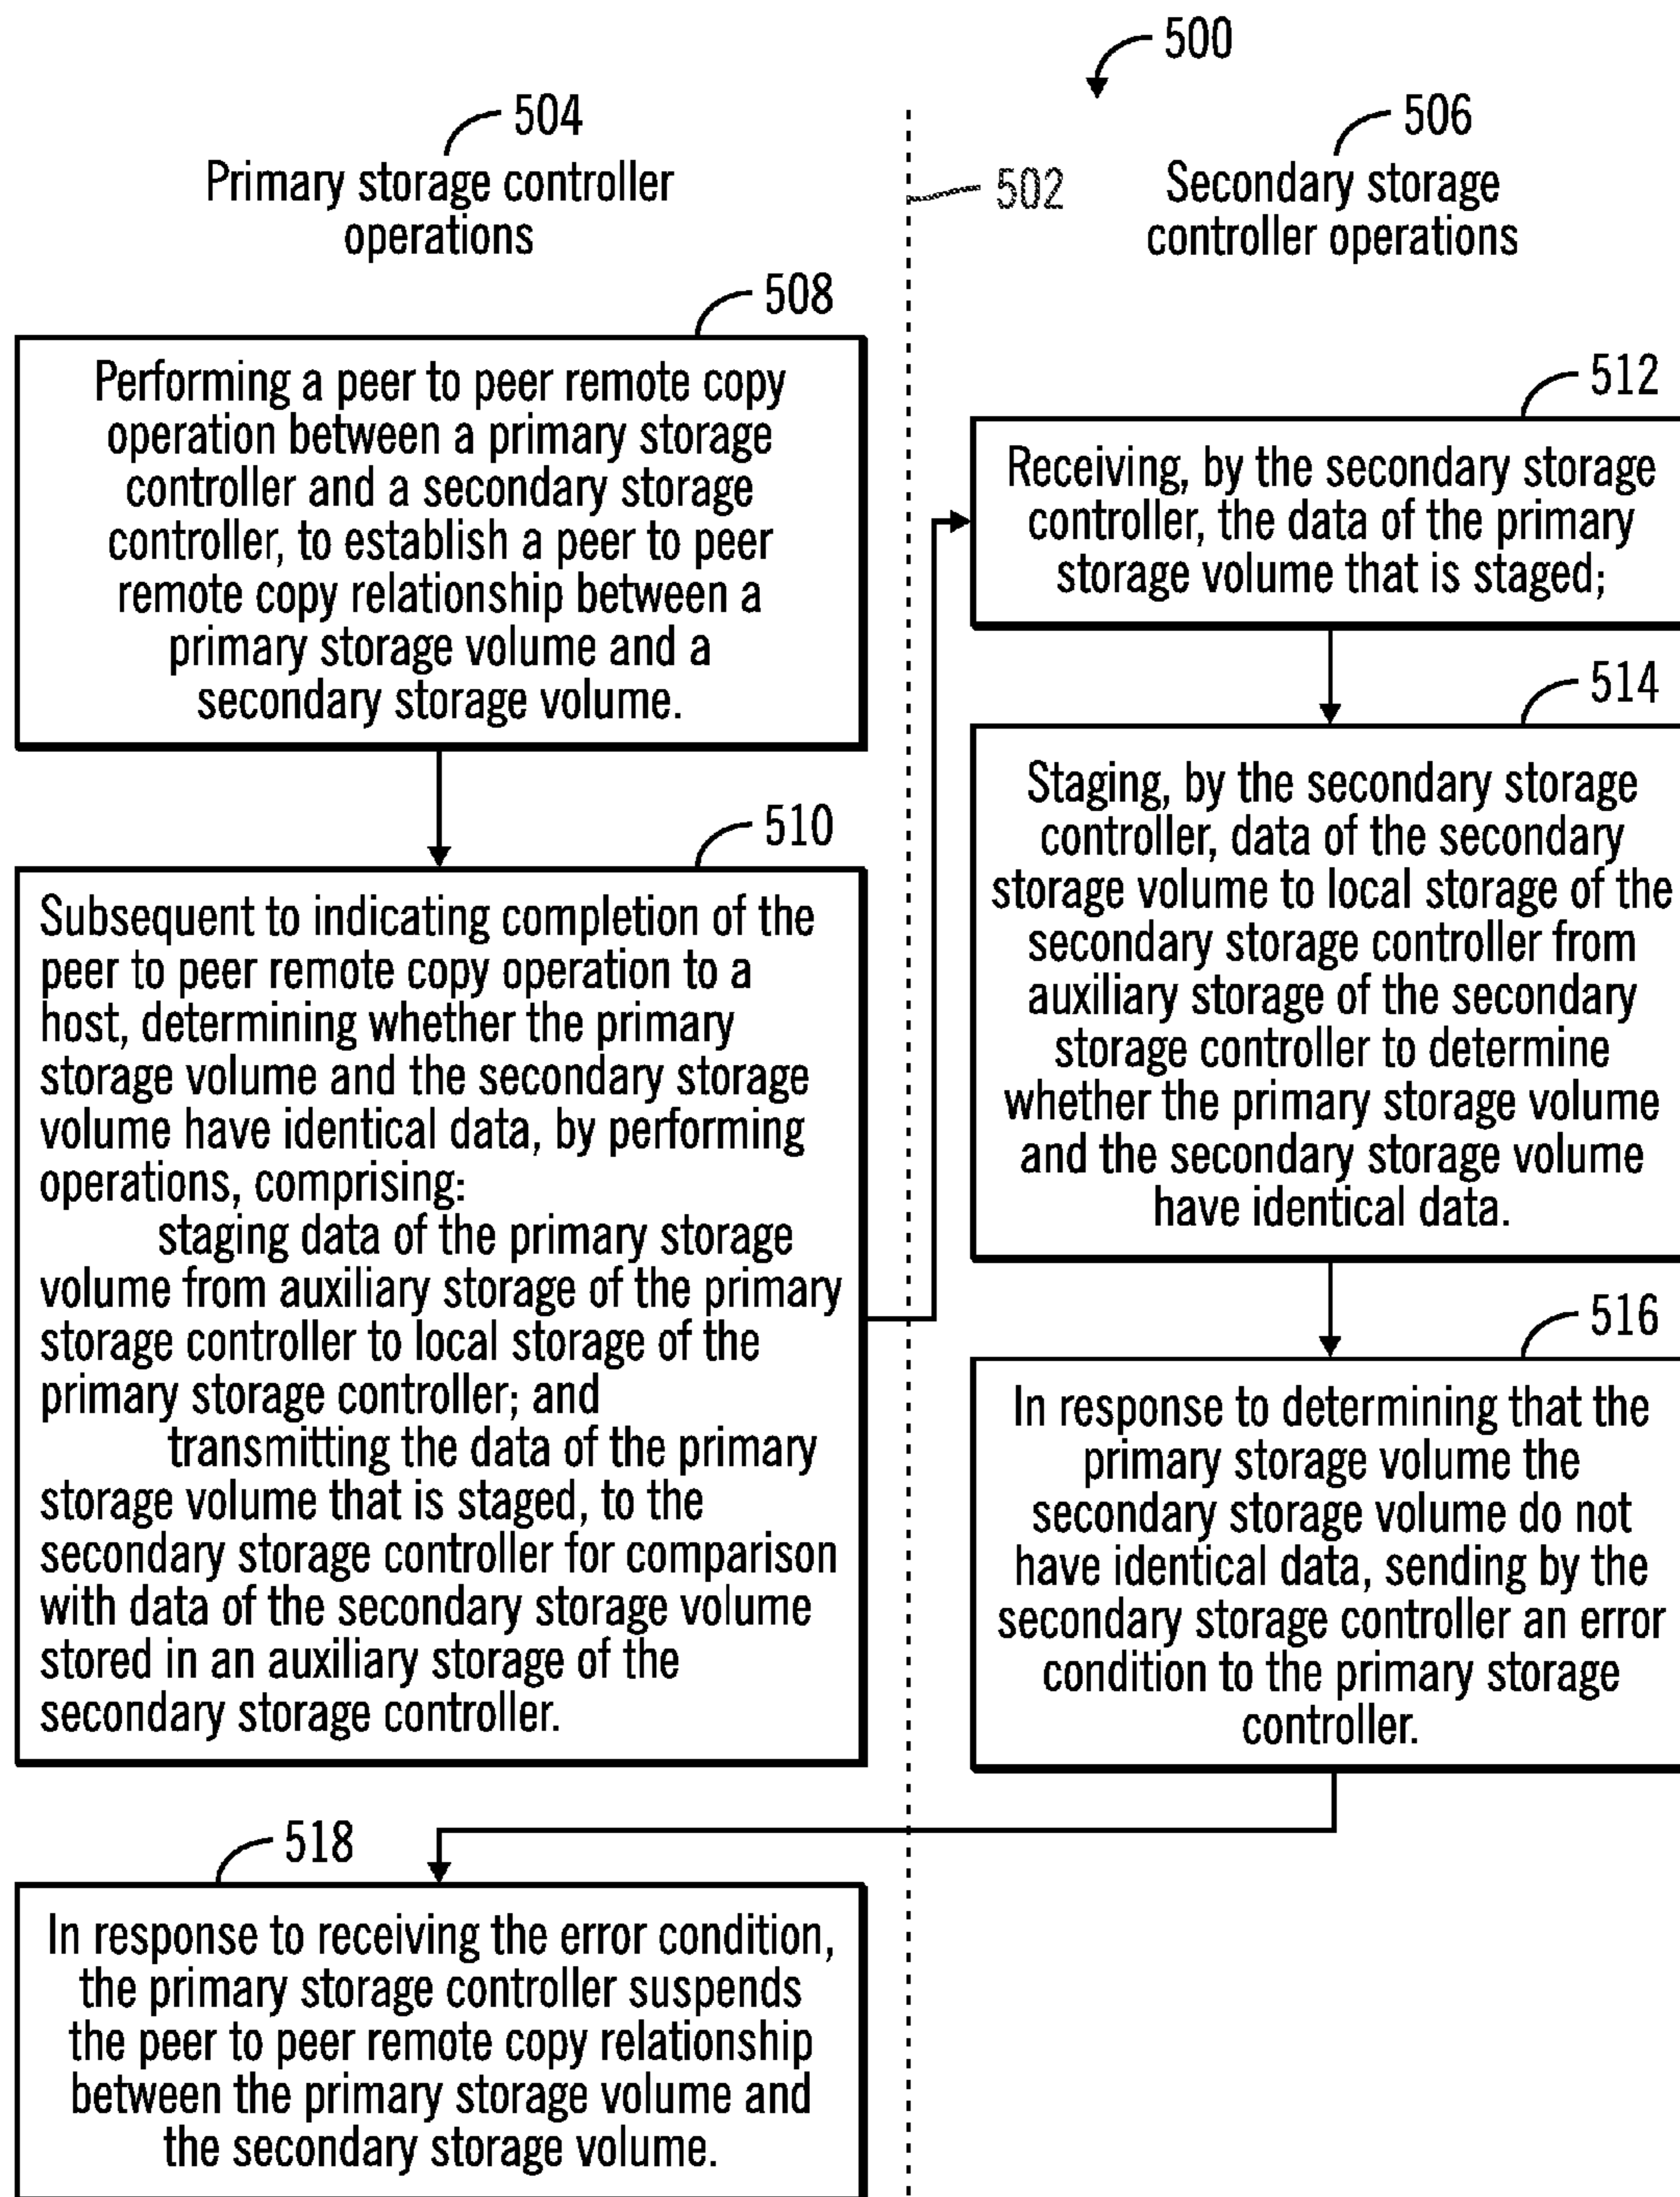 500
504
Primary storage controller
operations
502
506
Secondary storage
controller operations
508
Performing a peer to peer remote copy
operation between a primary storage
controller and a secondary storage
controller, to establish a peer to peer
remote copy relationship between a
primary storage volume and a
secondary storage volume.
510
Subsequent to indicating completion of the
peer to peer remote copy operation to a
host, determining whether the primary
storage volume and the secondary storage
volume have identical data, by performing
operations, comprising:
staging data of the primary storage
volume from auxiliary storage of the primary
storage controller to local storage of the
primary storage controller; and
transmitting the data of the primary
storage volume that is staged, to the
secondary storage controller for comparison
with data of the secondary storage volume
stored in an auxiliary storage of the
secondary storage controller.
512
Receiving, by the secondary storage
controller, the data of the primary
storage volume that is staged;
514
Staging, by the secondary storage
controller, data of the secondary
storage volume to local storage of the
secondary storage controller from
auxiliary storage of the secondary
storage controller to determine
whether the primary storage volume
and the secondary storage volume
have identical data.
516
In response to determining that the
primary storage volume the
secondary storage volume do not
have identical data, sending by the
secondary storage controller an error
condition to the primary storage
controller.
518
In response to receiving the error condition,
the primary storage controller suspends
the peer to peer remote copy relationship
between the primary storage volume and
the secondary storage volume.